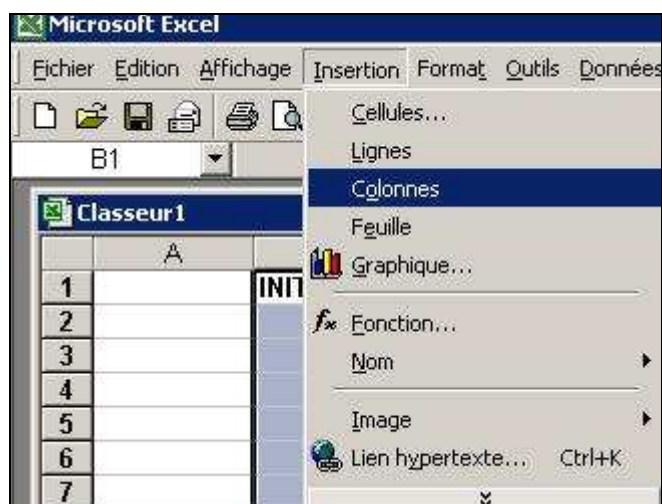 Microsoft Excel
Fichier Edition Affichage Insertion Format Outils Données
B1
Cellules...
Lignes
Colonnes
Feuille
Graphique...
Fonction...
Nom
Image
Lien hypertexte... Ctrl+K
Classeur1
A
1 INIT
2
3
4
5
6
7